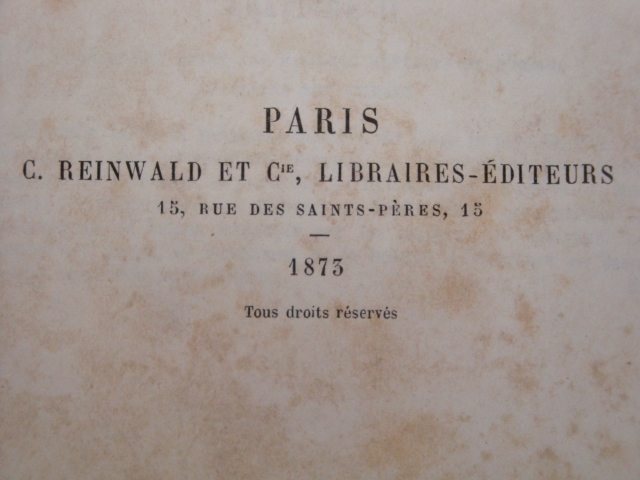 PARIS
C. REINWALD ET Cⁱᴱ, LIBRAIRES-ÉDITEURS
15, RUE DES SAINTS-PÈRES, 15
1873
Tous droits réservés